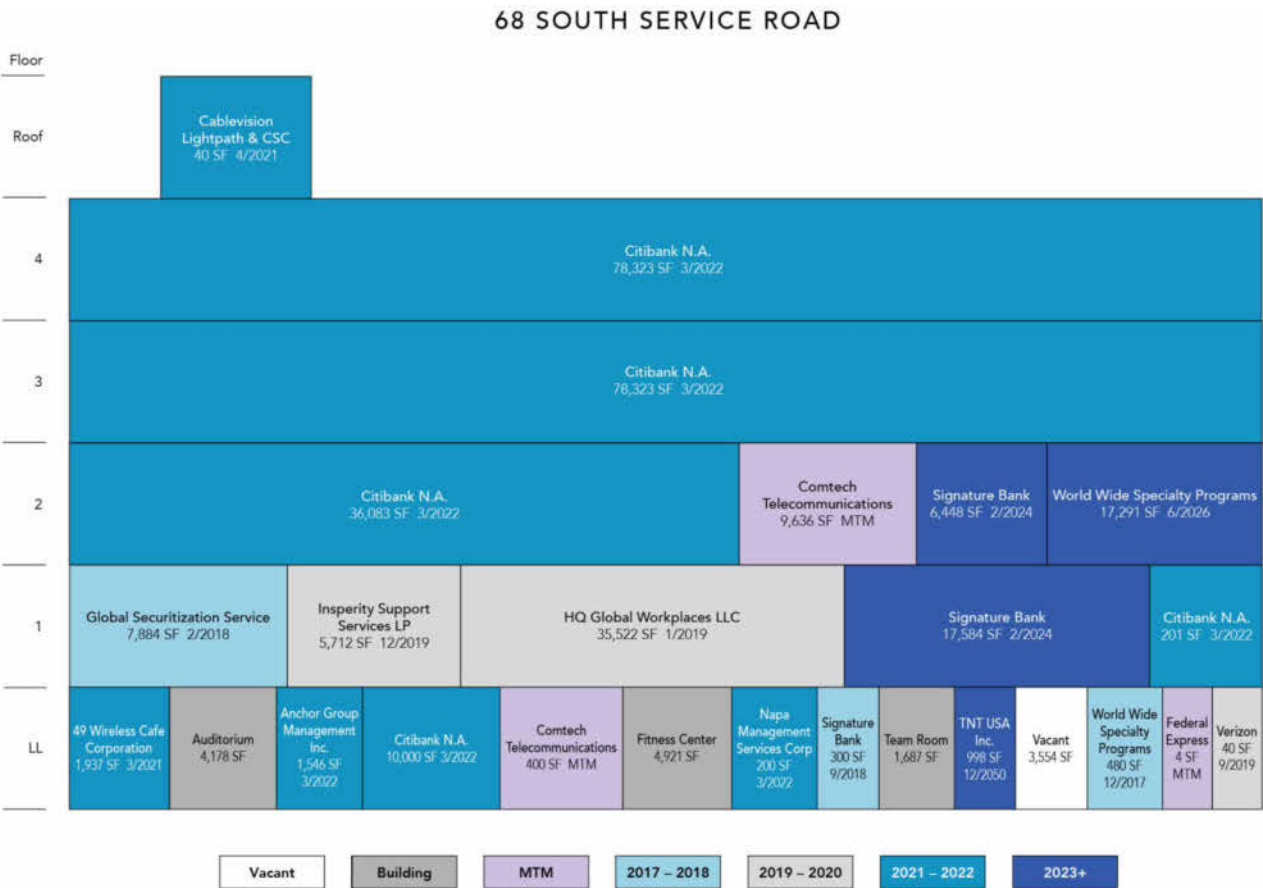 68 SOUTH SERVICE ROAD
Floor
Roof
Cablevision
Lightpath & CSC
40 SF 4/2021
4
Citibank N.A.
78,323 SF 3/2022
3
Citibank N.A.
78,323 SF 3/2022
2
Citibank N.A.
36,083 SF 3/2022
Comtech
Telecommunications
9,636 SF MTM
Signature Bank
6,448 SF 2/2024
World Wide Specialty Programs
17,291 SF 6/2026
1
Global Securitization Service
7,884 SF 2/2018
Insperity Support
Services LP
5,712 SF 12/2019
HQ Global Workplaces LLC
35,522 SF 1/2019
Signature Bank
17,584 SF 2/2024
Citibank N.A.
201 SF 3/2022
LL
49 Wireless Cafe
Corporation
1,937 SF 3/2021
Auditorium
4,178 SF
Anchor Group
Management
Inc.
1,546 SF
3/2022
Citibank N.A.
10,000 SF 3/2022
Comtech
Telecommunications
400 SF MTM
Fitness Center
4,921 SF
Napa
Management
Services Corp
200 SF
3/2022
Signature
Bank
300 SF
9/2018
Team Room
1,687 SF
TNT USA
Inc.
998 SF
12/2050
Vacant
3,554 SF
World Wide
Specialty
Programs
480 SF
12/2017
Federal
Express
4 SF
MTM
Verizon
40 SF
9/2019
Vacant
Building
MTM
2017 – 2018
2019 – 2020
2021 – 2022
2023+